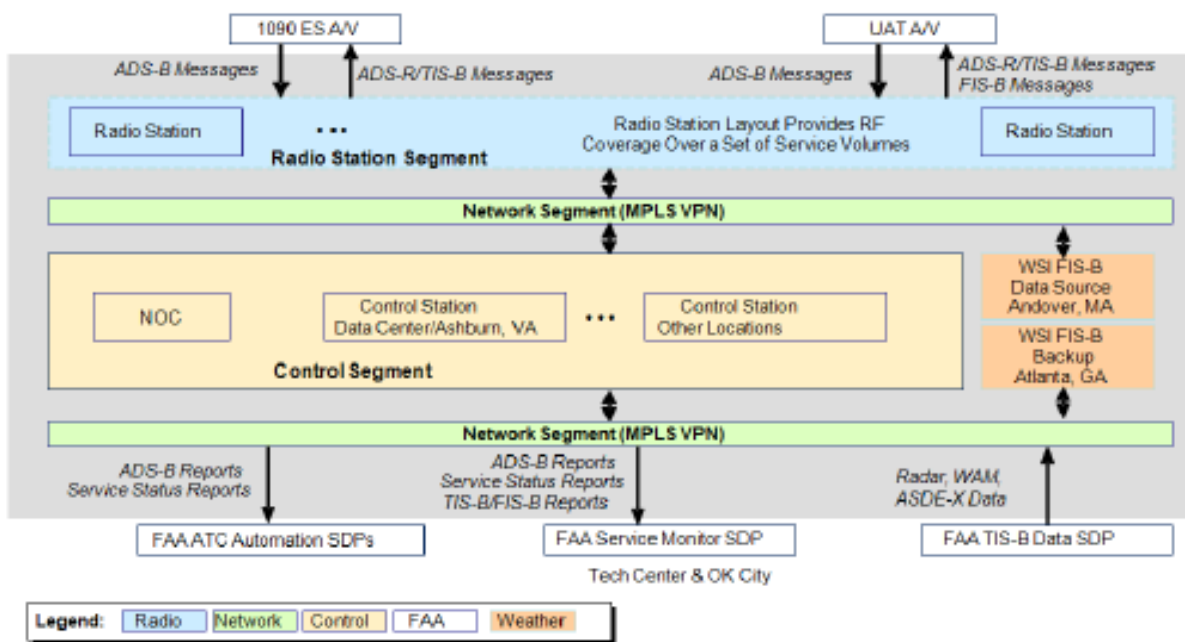 1090 ES A/V
UAT A/V
ADS-B Messages
ADS-R/TIS-B Messages
ADS-B Messages
ADS-R/TIS-B Messages
FIS-B Messages
Radio Station
...
Radio Station Segment
Radio Station Layout Provides RF
Coverage Over a Set of Service Volumes
Radio Station
Network Segment (MPLS VPN)
NOC
Control Station
Data Center/Ashburn, VA
...
Control Station
Other Locations
Control Segment
WSI FIS-B
Data Source
Andover, MA
WSI FIS-B
Backup
Atlanta, GA
Network Segment (MPLS VPN)
ADS-B Reports
Service Status Reports
ADS-B Reports
Service Status Reports
TIS-B/FIS-B Reports
Radar, WAM,
ASDE-X Data
FAA ATC Automation SDPs
FAA Service Monitor SDP
FAA TIS-B Data SDP
Tech Center & OK City
Legend: Radio Network Control FAA Weather